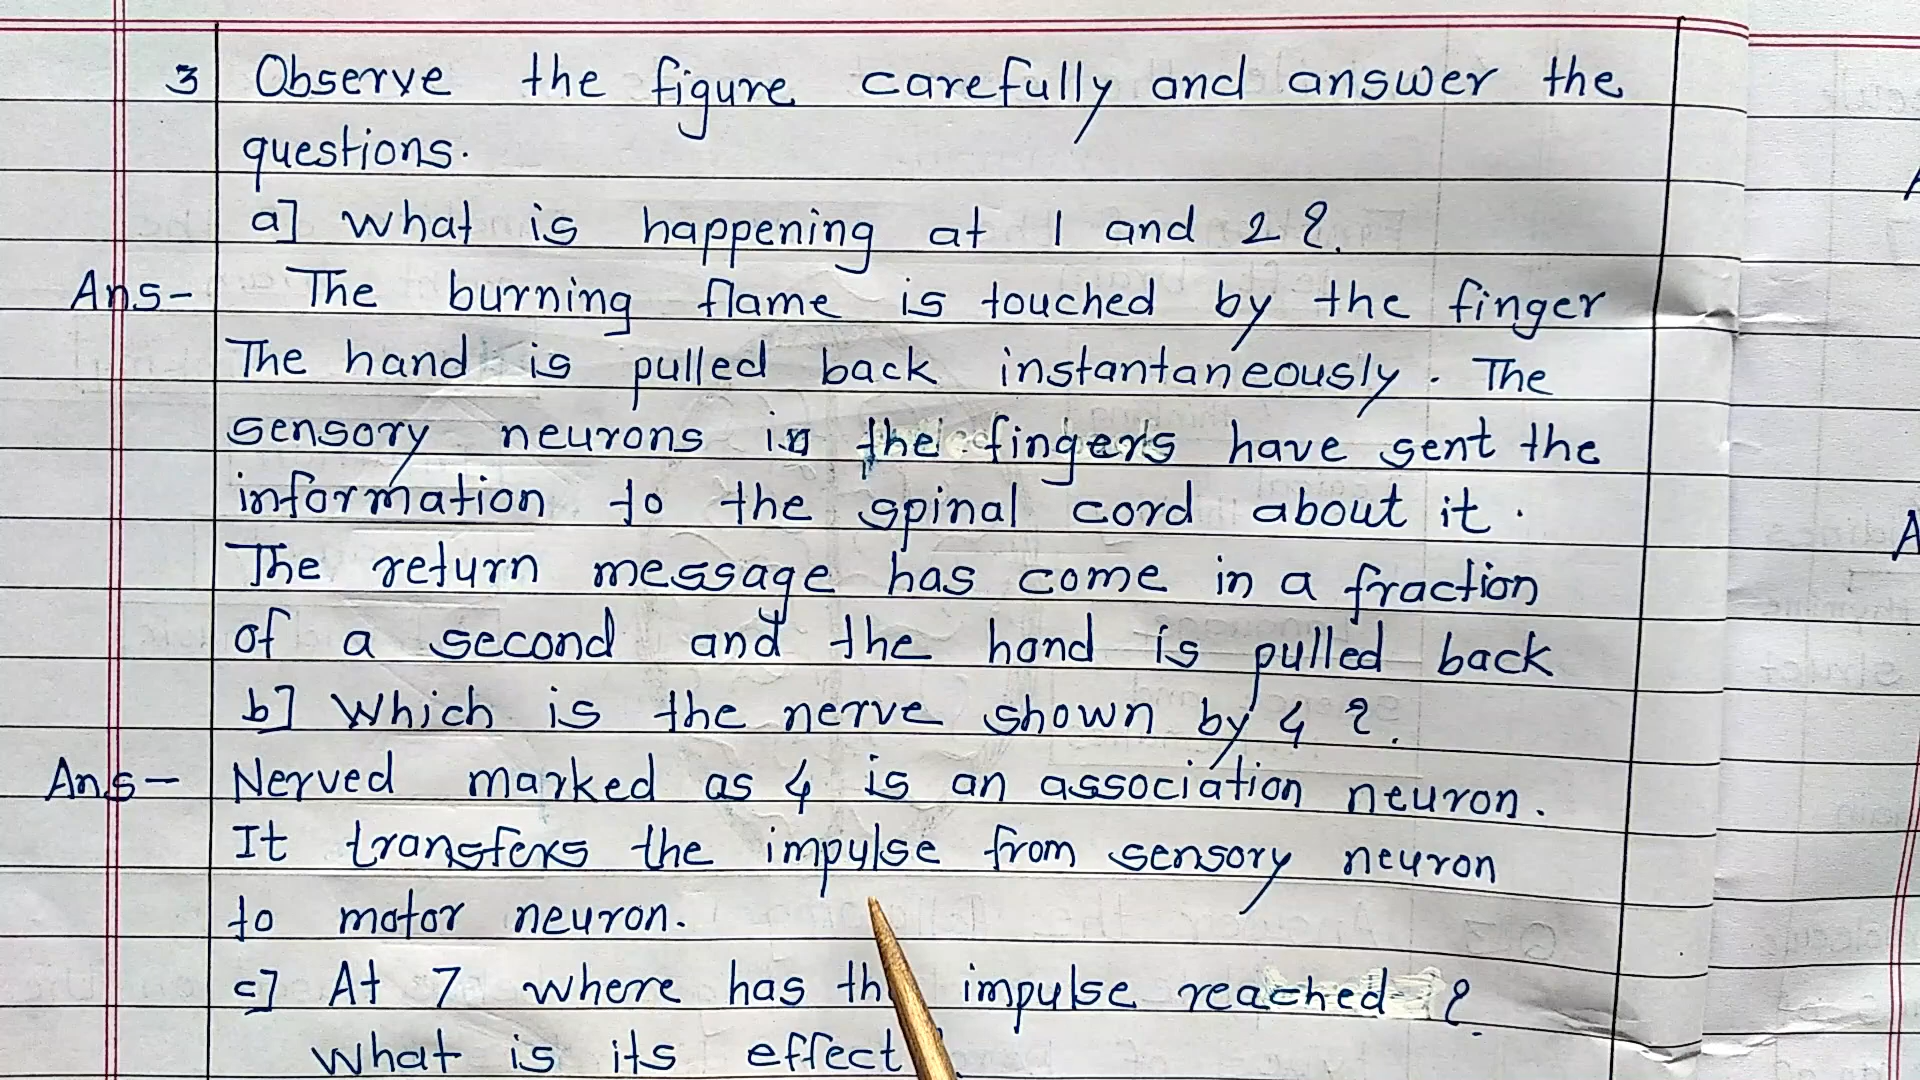 3 Observe the figure carefully and answer the
questions.
a] What is happening at 1 and 2 ?
Ans- The burning flame is touched by the finger
The hand is pulled back instantaneously. The
sensory neurons in the fingers have sent the
information to the spinal cord about it.
The return message has come in a fraction
of a second and the hand is pulled back
b] Which is the nerve shown by 4 ?
Ans- Nerved marked as 4 is an association neuron.
It transfers the impulse from sensory neuron
to motor neuron.
c] At 7 where has the impulse reached ?
What is its effect